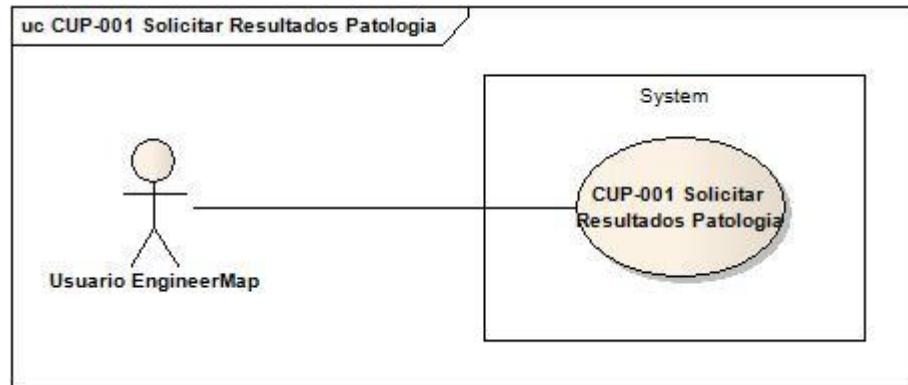 uc CUP-001 Solicitar Resultados Patologia
System
CUP-001 Solicitar
Resultados Patologia
Usuario EngineerMap